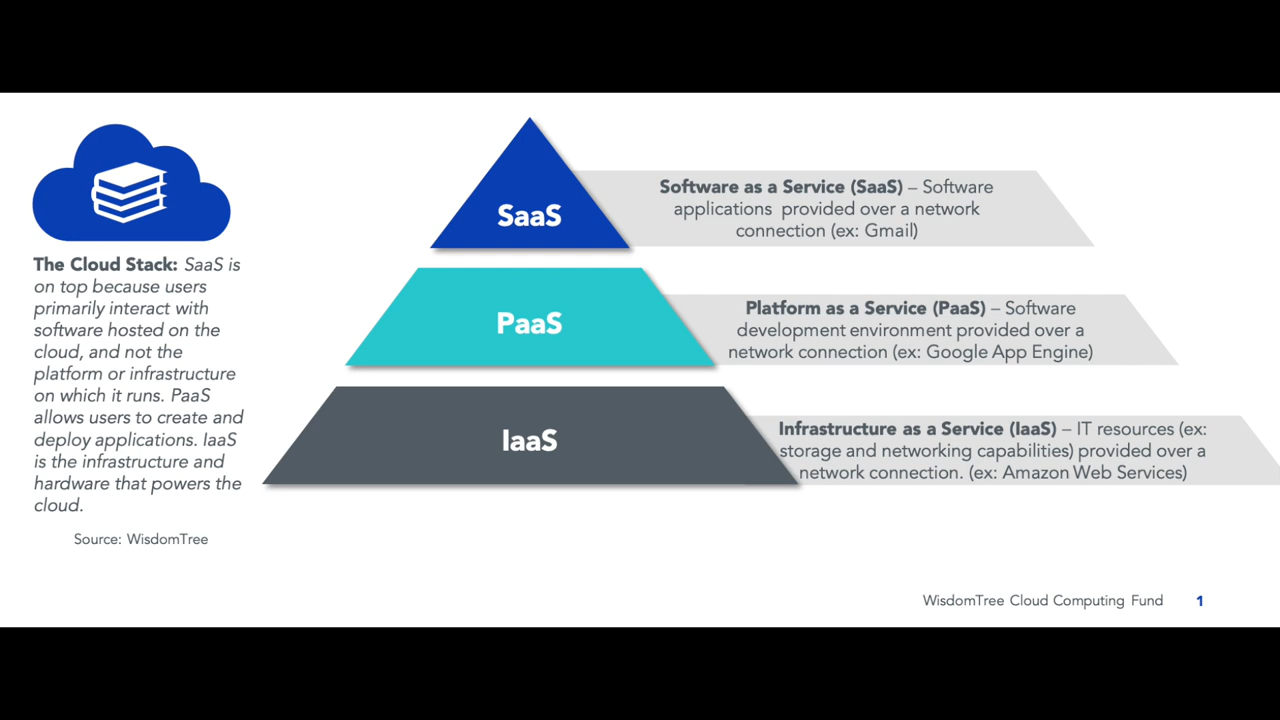 The Cloud Stack: SaaS is
on top because users
primarily interact with
software hosted on the
cloud, and not the
platform or infrastructure
on which it runs. PaaS
allows users to create and
deploy applications. IaaS
is the infrastructure and
hardware that powers the
cloud.
Source: WisdomTree
SaaS
Software as a Service (SaaS) – Software
applications provided over a network
connection (ex: Gmail)
PaaS
Platform as a Service (PaaS) – Software
development environment provided over a
network connection (ex: Google App Engine)
IaaS
Infrastructure as a Service (IaaS) – IT resources (ex:
storage and networking capabilities) provided over a
network connection. (ex: Amazon Web Services)
WisdomTree Cloud Computing Fund 1